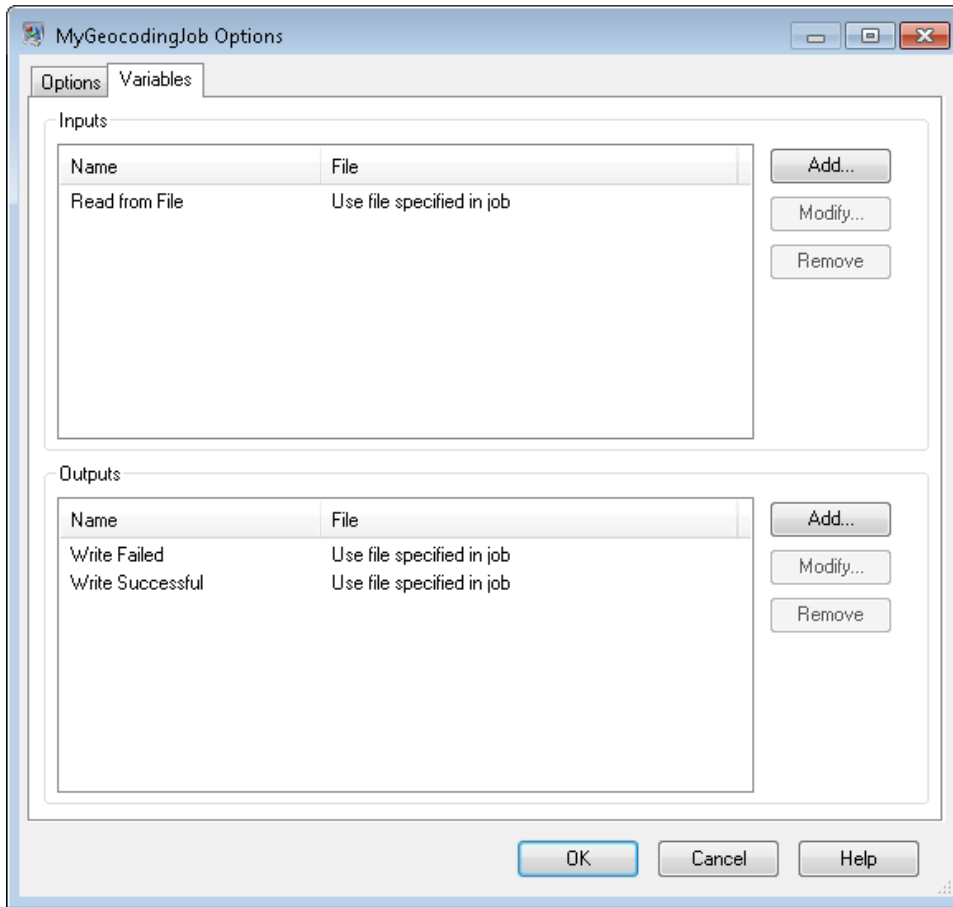 MyGeocodingJob Options
Options Variables
Inputs
Name File
Read from File Use file specified in job
Add...
Modify...
Remove
Outputs
Name File
Write Failed Use file specified in job
Write Successful Use file specified in job
Add...
Modify...
Remove
OK Cancel Help